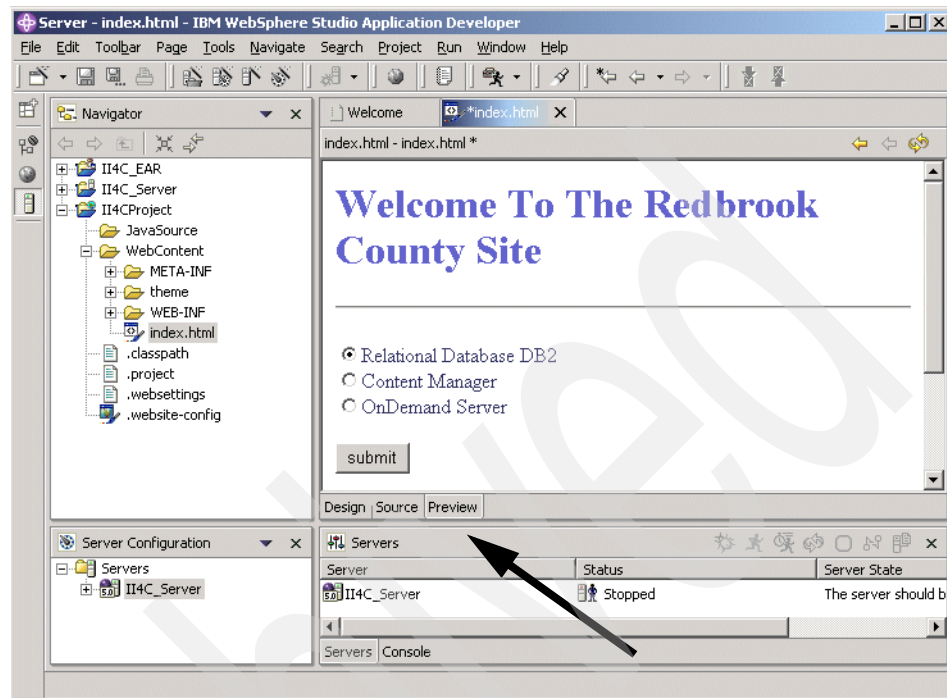 Server - index.html - IBM WebSphere Studio Application Developer
File Edit Toolbar Page Tools Navigate Search Project Run Window Help
Navigator
II4C_EAR
II4C_Server
II4CProject
JavaSource
WebContent
META-INF
theme
WEB-INF
index.html
.classpath
.project
.websettings
.website-config
Welcome *index.html
index.html - index.html *
Welcome To The Redbrook
County Site
Relational Database DB2
Content Manager
OnDemand Server
submit
Design Source Preview
Server Configuration
Servers
II4C_Server
Servers
Server Status Server State
5.0 II4C_Server Stopped The server should b
Servers Console